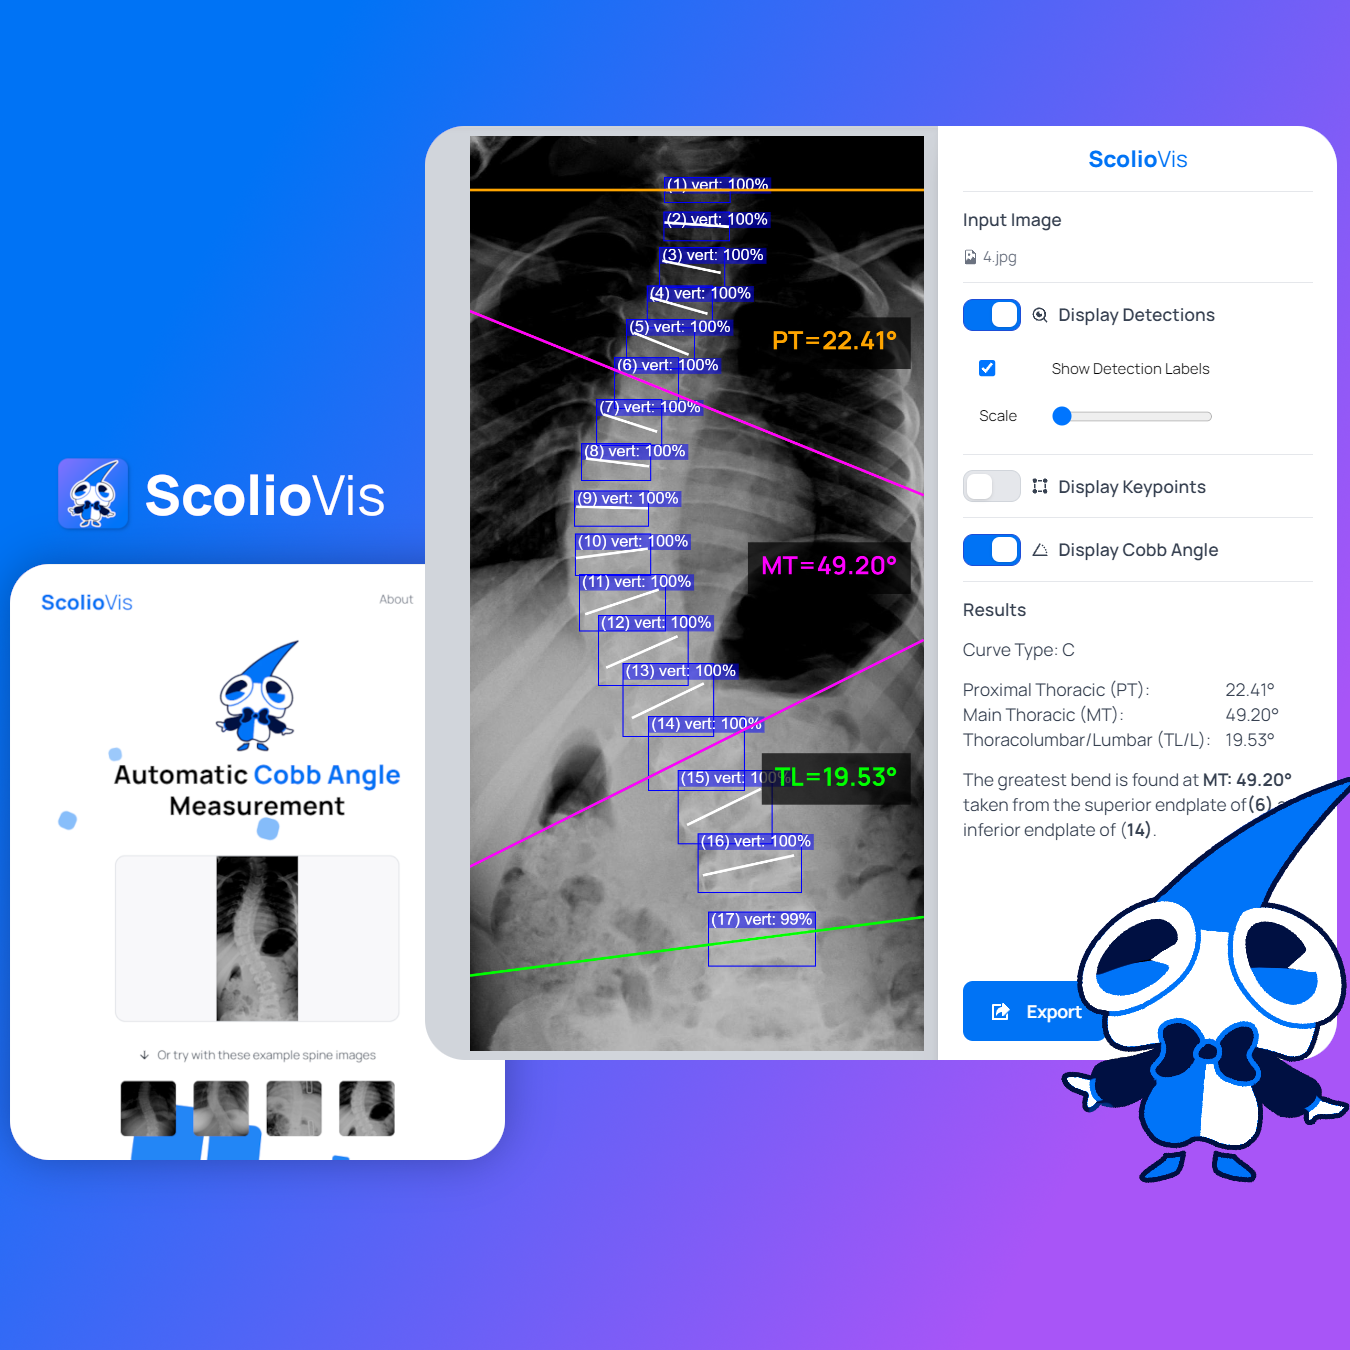 ScolioVis
ScolioVis
About
Automatic Cobb Angle
Measurement
Or try with these example spine images
(1) vert: 100%
(2) vert: 100%
(3) vert: 100%
(4) vert: 100%
(5) vert: 100%
(6) vert: 100%
(7) vert: 100%
(8) vert: 100%
(9) vert: 100%
(10) vert: 100%
(11) vert: 100%
(12) vert: 100%
(13) vert: 100%
(14) vert: 100%
(15) vert: 100%
(16) vert: 100%
(17) vert: 99%
PT=22.41°
MT=49.20°
TL=19.53°
ScolioVis
Input Image
4.jpg
Display Detections
Show Detection Labels
Scale
Display Keypoints
Display Cobb Angle
Results
Curve Type: C
Proximal Thoracic (PT): 22.41°
Main Thoracic (MT): 49.20°
Thoracolumbar/Lumbar (TL/L): 19.53°
The greatest bend is found at MT: 49.20°
taken from the superior endplate of (6)
inferior endplate of (14).
Export